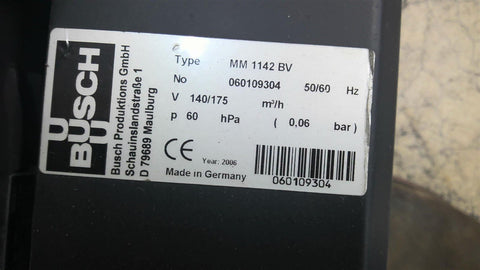 BUSCH
Busch Produktions GmbH
Schauinslandstraße 1
D 79689 Maulburg
Type MM 1142 BV
No 060109304 50/60 Hz
V 140/175 m³/h
p 60 hPa ( 0,06 bar )
CE Year: 2006
Made in Germany
060109304